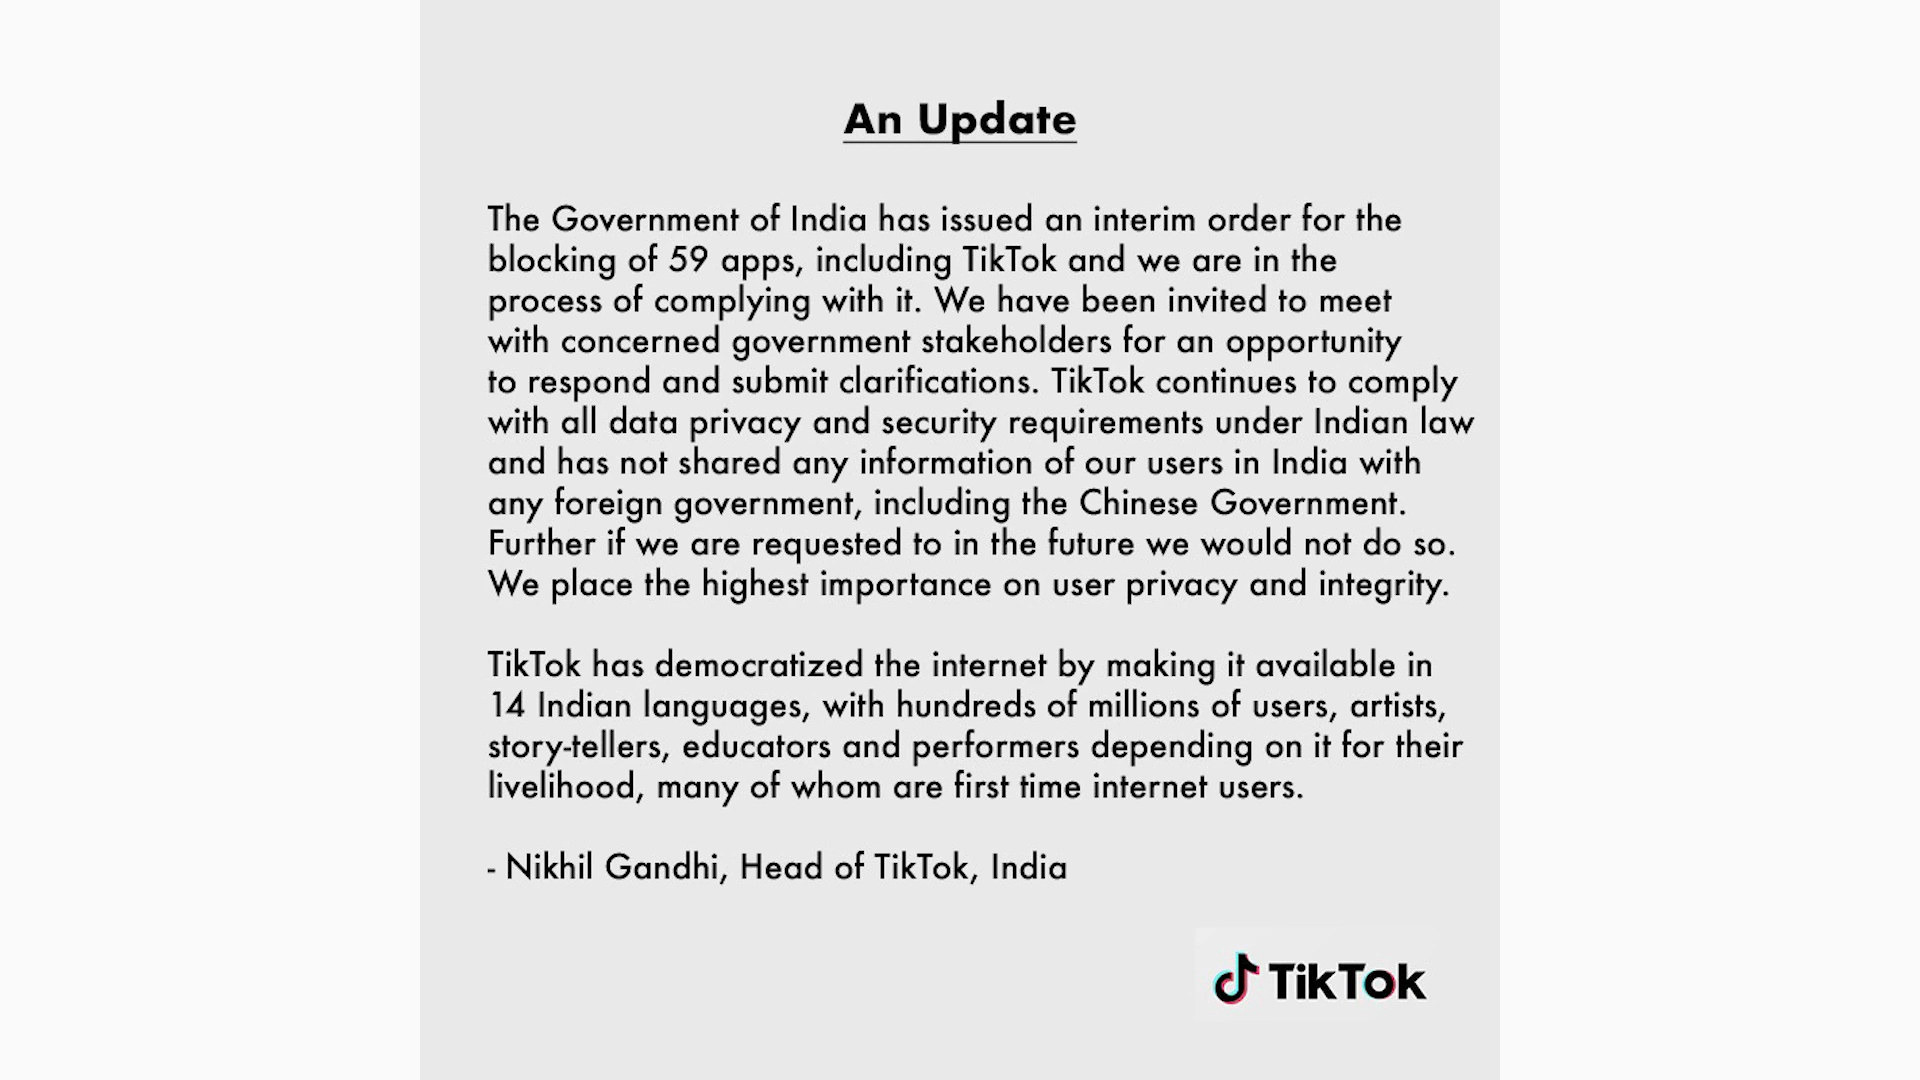 An Update
The Government of India has issued an interim order for the
blocking of 59 apps, including TikTok and we are in the
process of complying with it. We have been invited to meet
with concerned government stakeholders for an opportunity
to respond and submit clarifications. TikTok continues to comply
with all data privacy and security requirements under Indian law
and has not shared any information of our users in India with
any foreign government, including the Chinese Government.
Further if we are requested to in the future we would not do so.
We place the highest importance on user privacy and integrity.
TikTok has democratized the internet by making it available in
14 Indian languages, with hundreds of millions of users, artists,
story-tellers, educators and performers depending on it for their
livelihood, many of whom are first time internet users.
- Nikhil Gandhi, Head of TikTok, India
TikTok